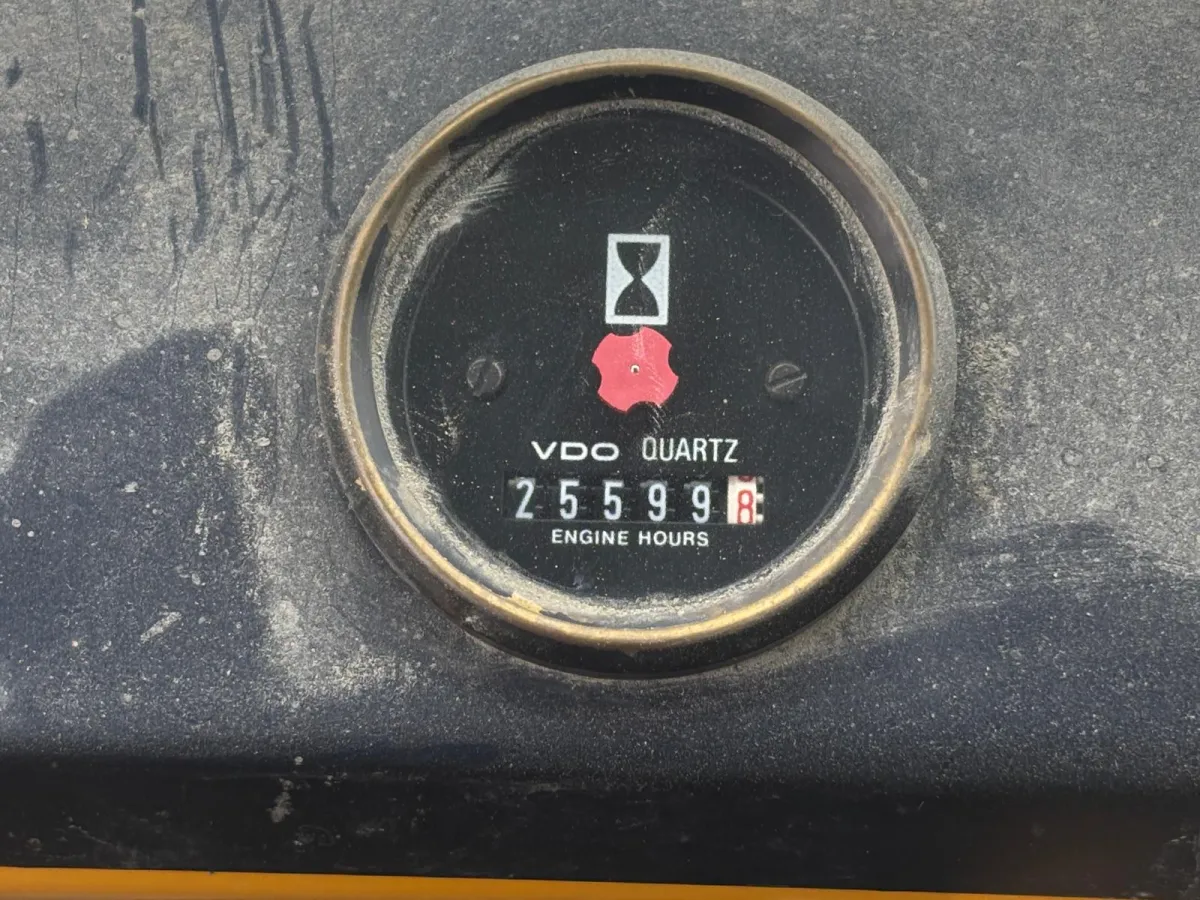 VDO QUARTZ
255998
ENGINE HOURS